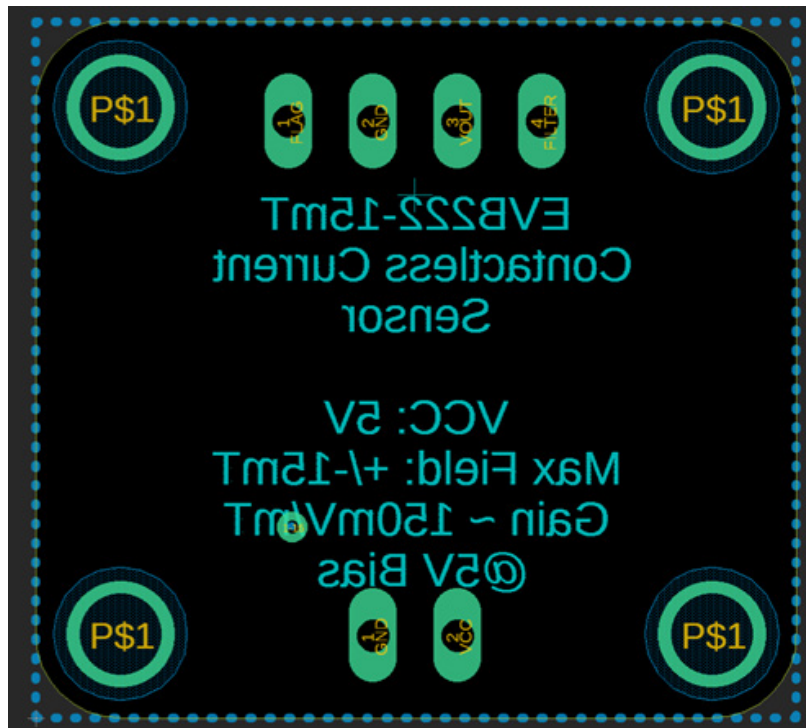 P$1
P$1
1
FLAG
2
GND
3
VOUT
4
FILTER
EVB222-15mT
Contactless Current
Sensor
VCC: 5V
Max Field: +/-15mT
Gain ~ 150mV/mT
@5V Bias
P$1
1
GND
2
VCC
P$1